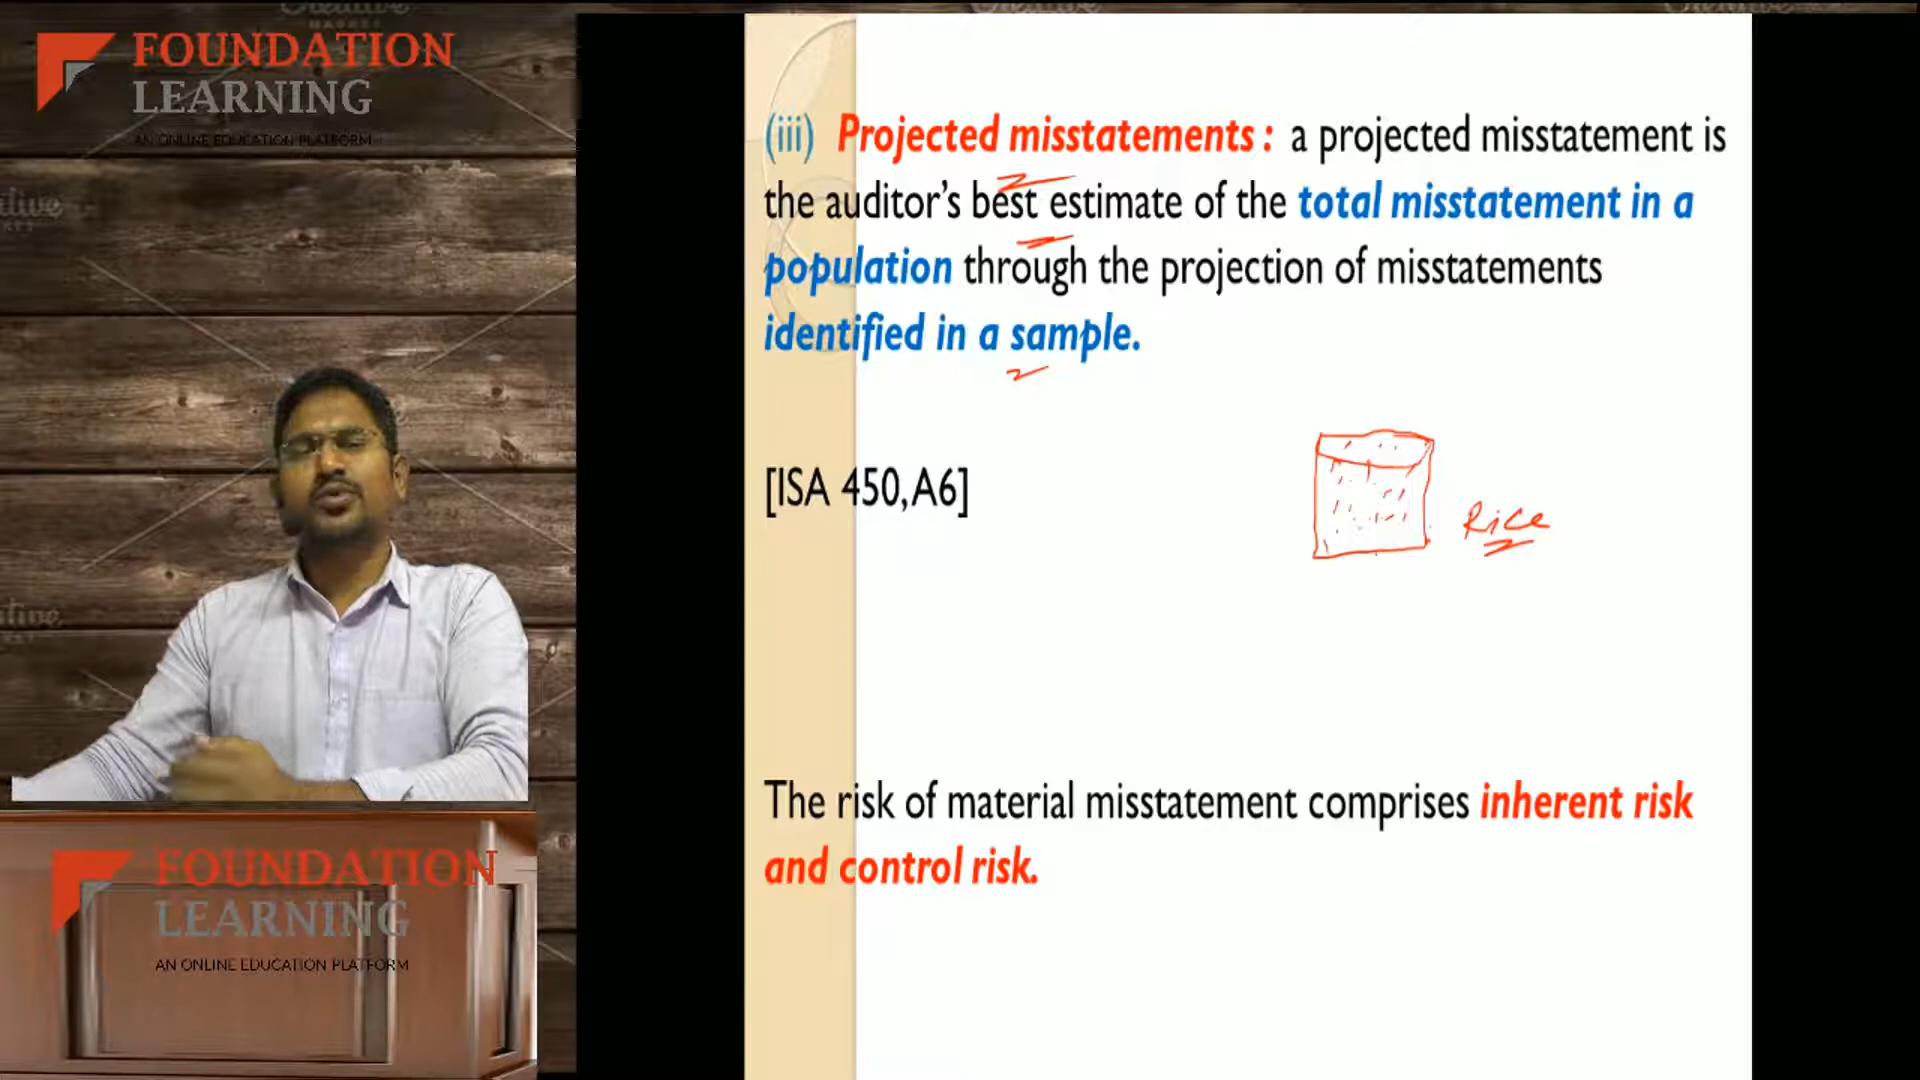 FOUNDATION
LEARNING
AN ONLINE EDUCATION PLATFORM
(iii) Projected misstatements : a projected misstatement is
the auditor's best estimate of the total misstatement in a
population through the projection of misstatements
identified in a sample.
[ISA 450,A6]
Rice
The risk of material misstatement comprises inherent risk
and control risk.
FOUNDATION
LEARNING
AN ONLINE EDUCATION PLATFORM